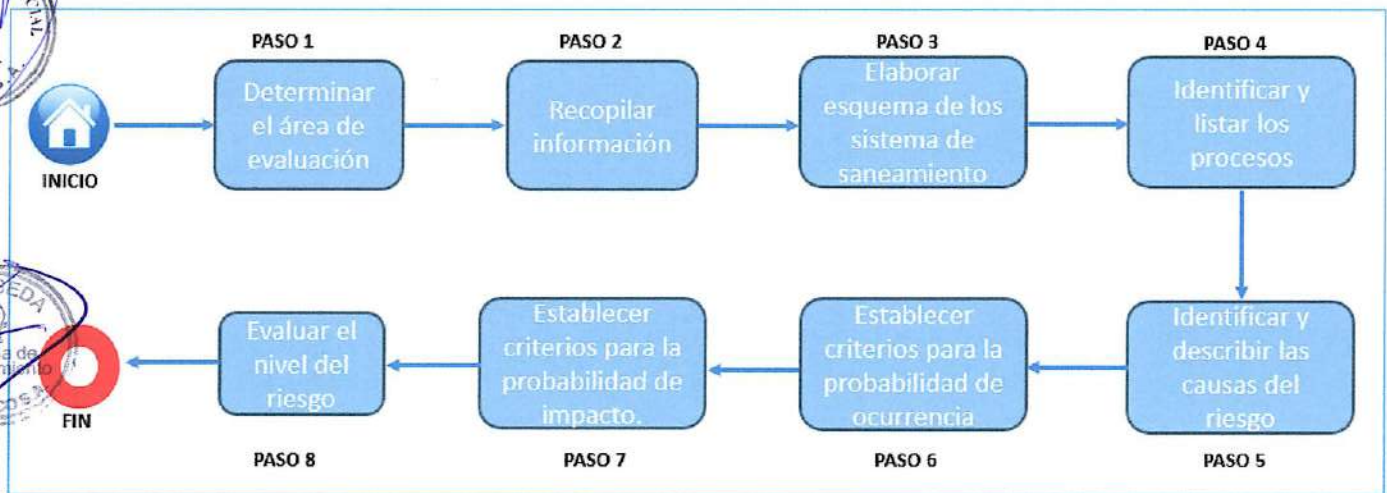 CIAL
PASO 1
PASO 2
PASO 3
PASO 4
Determinar
el área de
evaluación
Recopilar
información
Elaborar
esquema de los
sistema de
saneamiento
Identificar y
listar los
procesos
INICIO
Evaluar el
nivel del
riesgo
Establecer
criterios para la
probabilidad de
impacto.
Establecer
criterios para la
probabilidad de
ocurrencia
Identificar y
describir las
causas del
riesgo
FIN
PASO 8
PASO 7
PASO 6
PASO 5